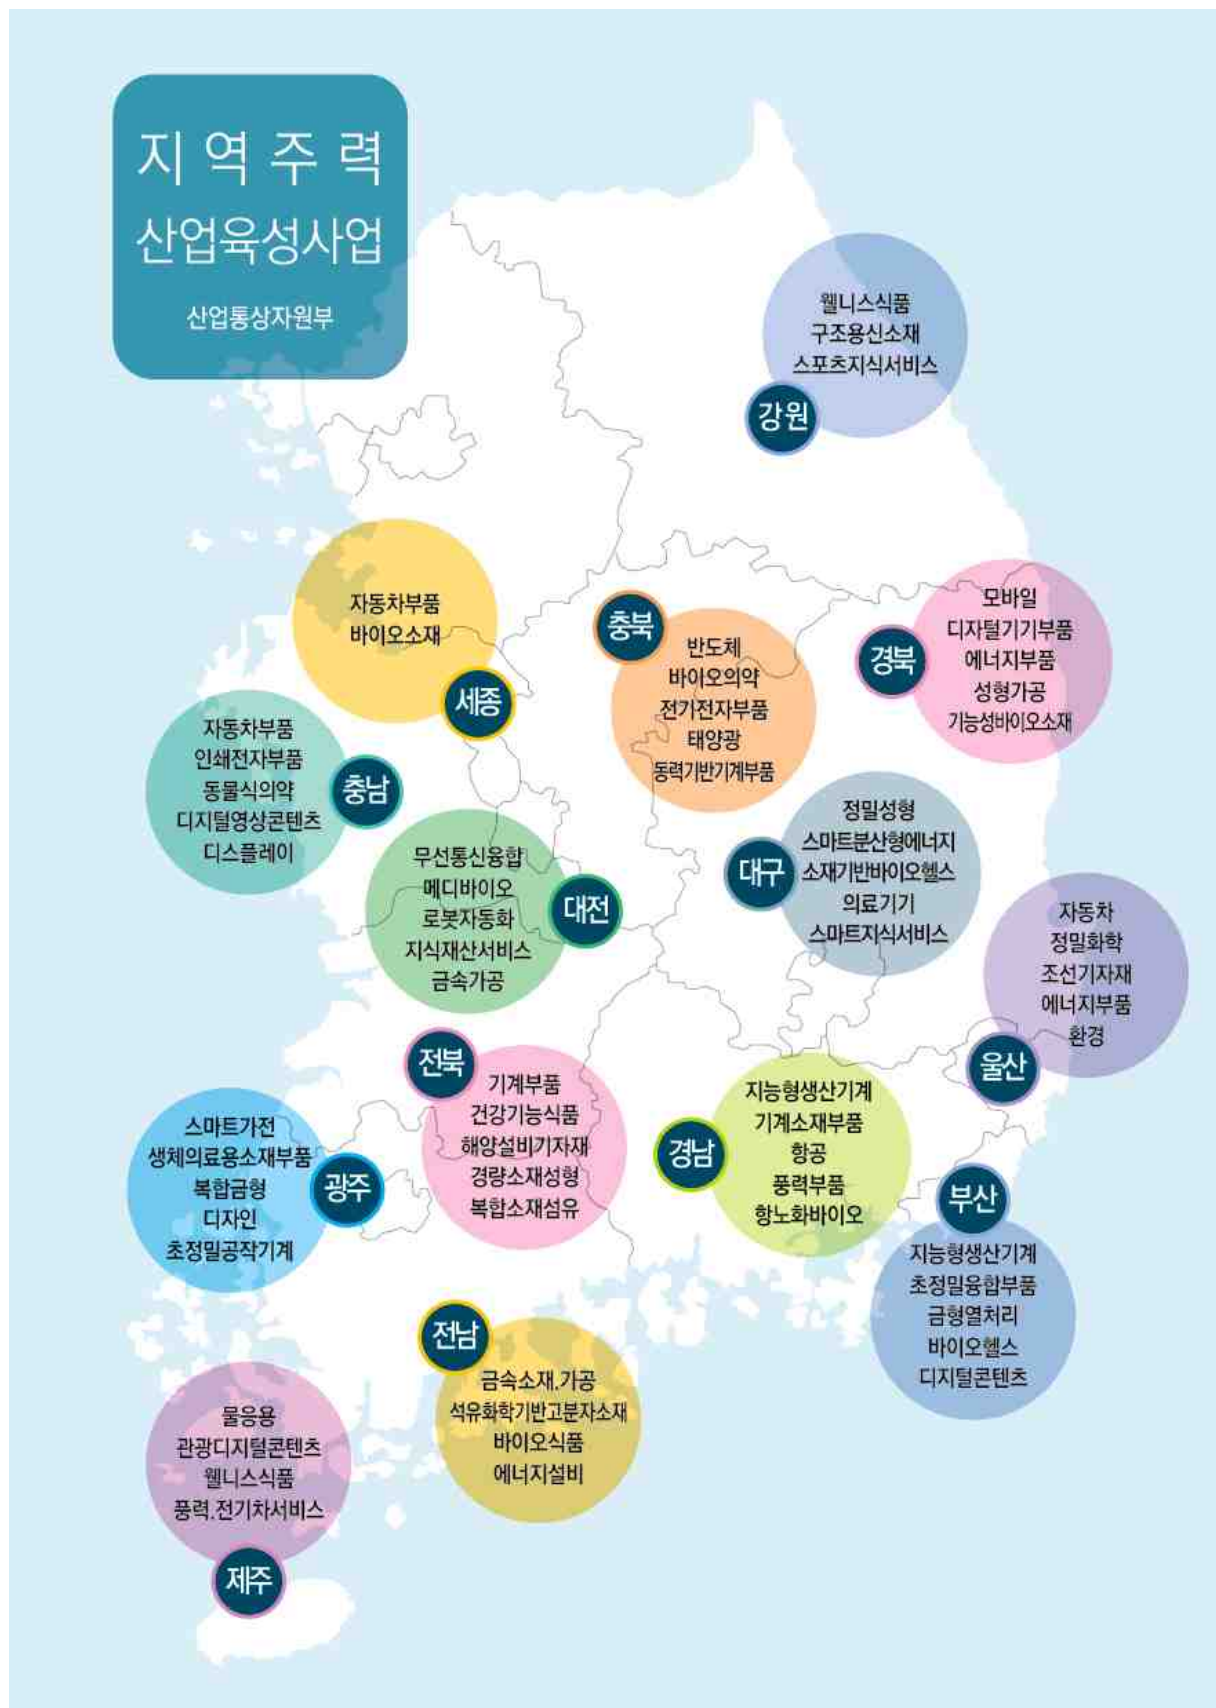 지역주력
산업육성사업
산업통상자원부
웰니스식품
구조용신소재
스포츠지식서비스
강원
자동차부품
바이오소재
세종
충북
반도체
바이오의약
전기전자부품
태양광
동력기반기계부품
모바일
디자털기기부품
에너지부품
성형가공
기능성바이오소재
경북
자동차부품
인쇄전자부품
동물식의약
디지털영상콘텐츠
디스플레이
충남
무선통신융합
메디바이오
로봇자동화
지식재산서비스
금속가공
대전
정밀성형
스마트분산형에너지
소재기반바이오헬스
의료기기
스마트지식서비스
대구
자동차
정밀화학
조선기자재
에너지부품
환경
울산
전북
기계부품
건강기능식품
해양설비기자재
경량소재성형
복합소재섬유
스마트가전
생체의료용소재부품
복합금형
디자인
초정밀공작기계
광주
지능형생산기계
기계소재부품
항공
풍력부품
항노화바이오
경남
부산
지능형생산기계
초정밀융합부품
금형열처리
바이오헬스
디지털콘텐츠
전남
금속소재.가공
석유화학기반고분자소재
바이오식품
에너지설비
물응용
관광디지털콘텐츠
웰니스식품
풍력.전기차서비스
제주